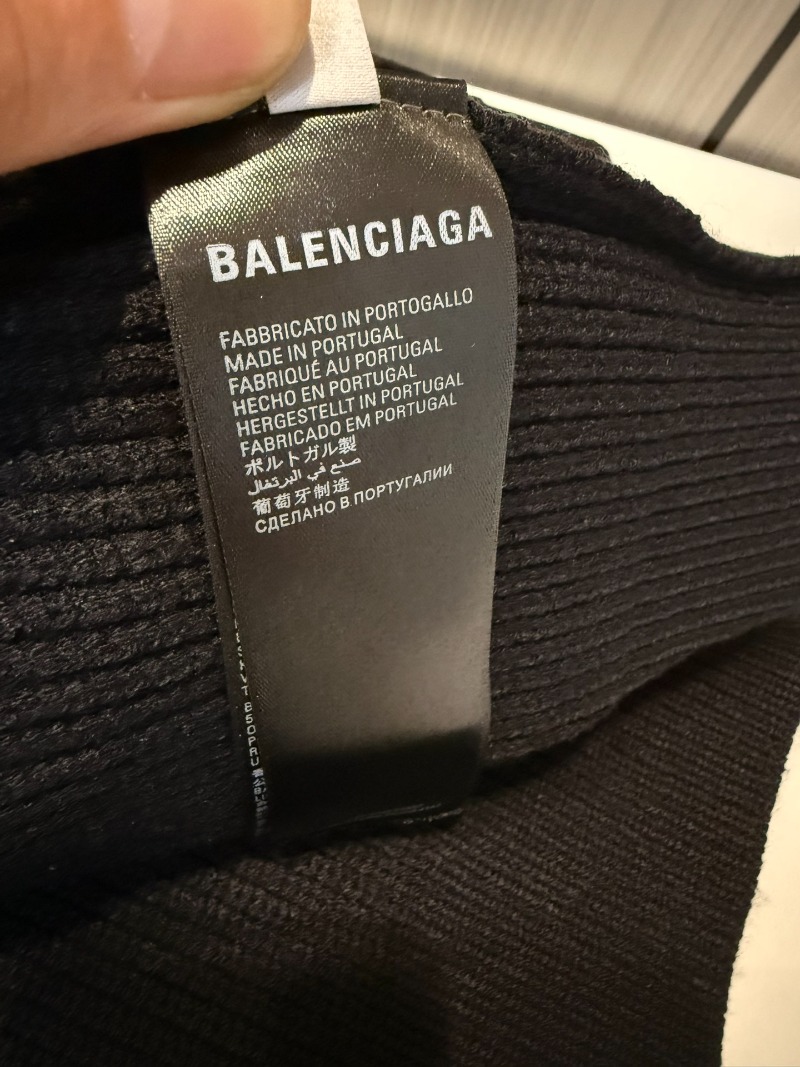 BALENCIAGA
FABBRICATO IN PORTOGALLO
MADE IN PORTUGAL
FABRIQUÉ AU PORTUGAL
HECHO EN PORTUGAL
HERGESTELLT IN PORTUGAL
FABRICADO EM PORTUGAL
ポルトガル製
صنع في البرتغال
葡萄牙制造
СДЕЛАНО В ПОРТУГАЛИИ